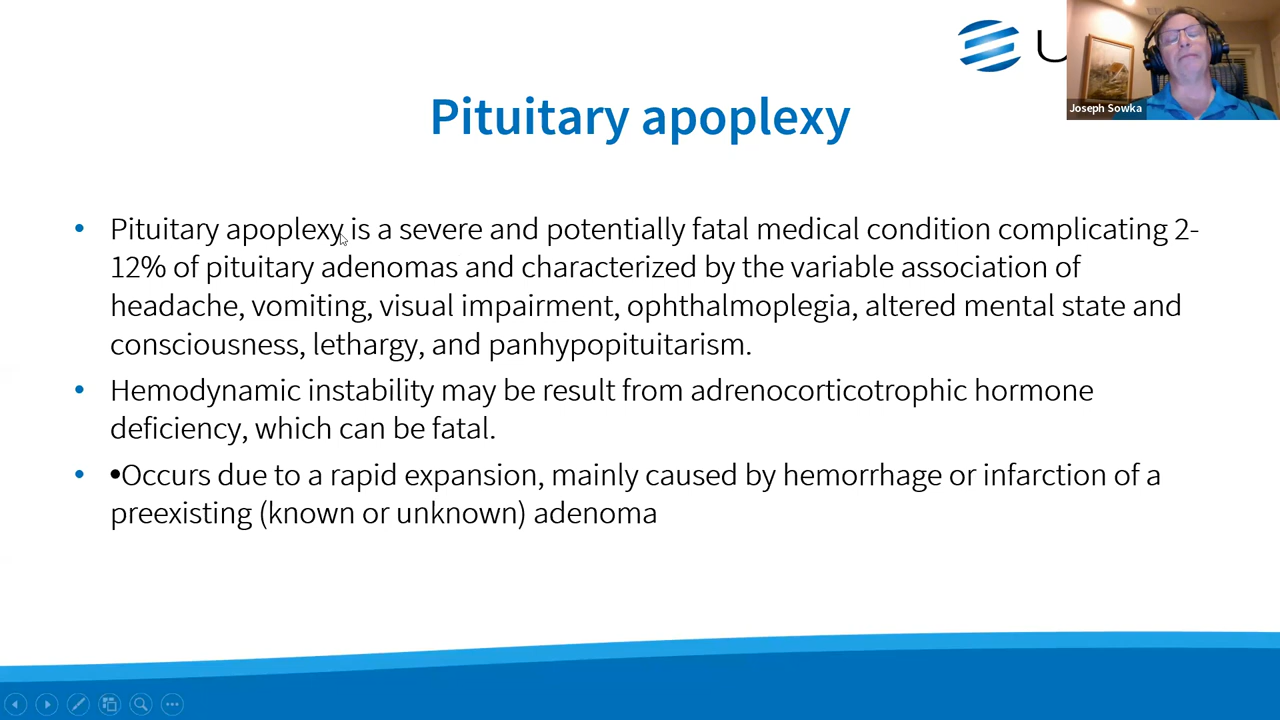 U
Joseph Sowka
Pituitary apoplexy
• Pituitary apoplexy is a severe and potentially fatal medical condition complicating 2-
12% of pituitary adenomas and characterized by the variable association of
headache, vomiting, visual impairment, ophthalmoplegia, altered mental state and
consciousness, lethargy, and panhypopituitarism.
• Hemodynamic instability may be result from adrenocorticotrophic hormone
deficiency, which can be fatal.
• •Occurs due to a rapid expansion, mainly caused by hemorrhage or infarction of a
preexisting (known or unknown) adenoma